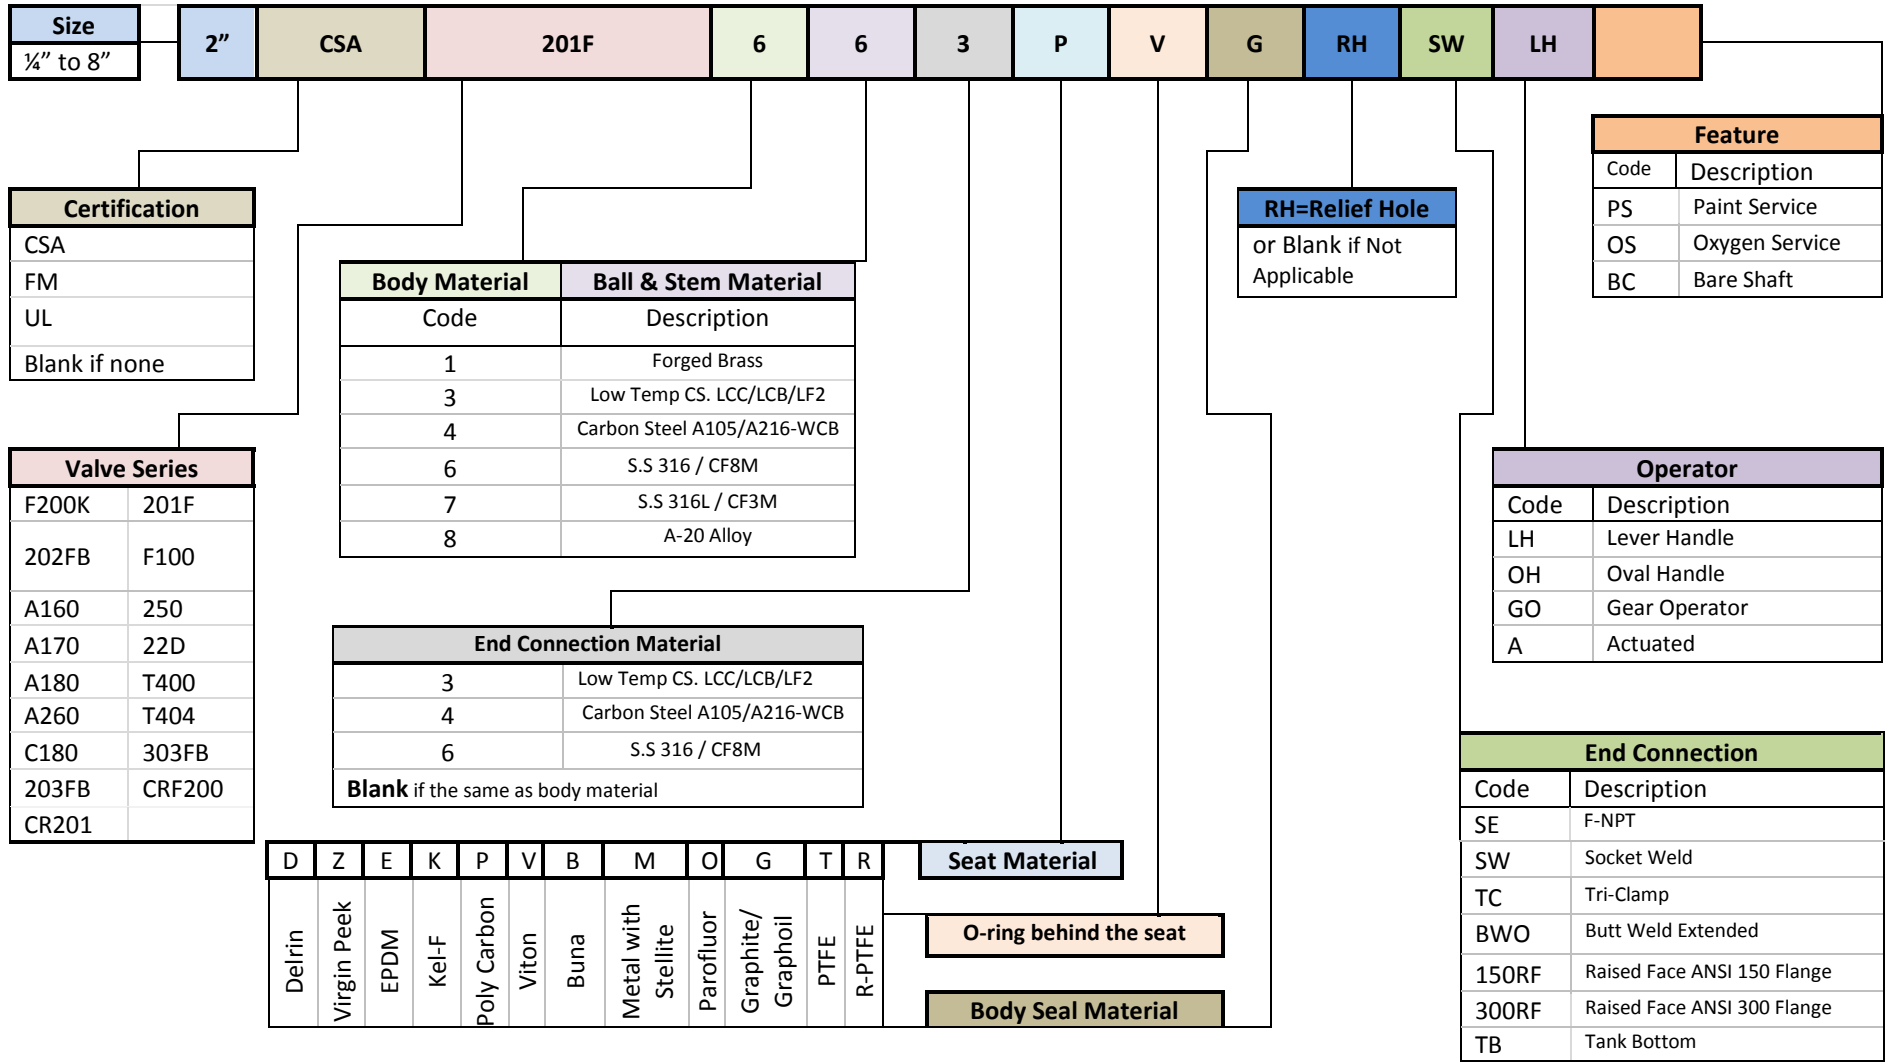 Size
¼” to 8”
2” CSA 201F 6 6 3 P V G RH SW LH
Certification
CSA
FM
UL
Blank if none
Valve Series
F200K 201F
202FB F100
A160 250
A170 22D
A180 T400
A260 T404
C180 303FB
203FB CRF200
CR201
Body Material Ball & Stem Material
Code Description
1 Forged Brass
3 Low Temp CS. LCC/LCB/LF2
4 Carbon Steel A105/A216-WCB
6 S.S 316 / CF8M
7 S.S 316L / CF3M
8 A-20 Alloy
End Connection Material
3 Low Temp CS. LCC/LCB/LF2
4 Carbon Steel A105/A216-WCB
6 S.S 316 / CF8M
Blank if the same as body material
D Z E K P V B M O G T R
Delrin
Virgin Peek
EPDM
Kel-F
Poly Carbon
Viton
Buna
Metal with
Stellite
Parofluor
Graphite/
Graphoil
PTFE
R-PTFE
Seat Material
O-ring behind the seat
Body Seal Material
RH=Relief Hole
or Blank if Not
Applicable
Feature
Code Description
PS Paint Service
OS Oxygen Service
BC Bare Shaft
Operator
Code Description
LH Lever Handle
OH Oval Handle
GO Gear Operator
A Actuated
End Connection
Code Description
SE F-NPT
SW Socket Weld
TC Tri-Clamp
BWO Butt Weld Extended
150RF Raised Face ANSI 150 Flange
300RF Raised Face ANSI 300 Flange
TB Tank Bottom